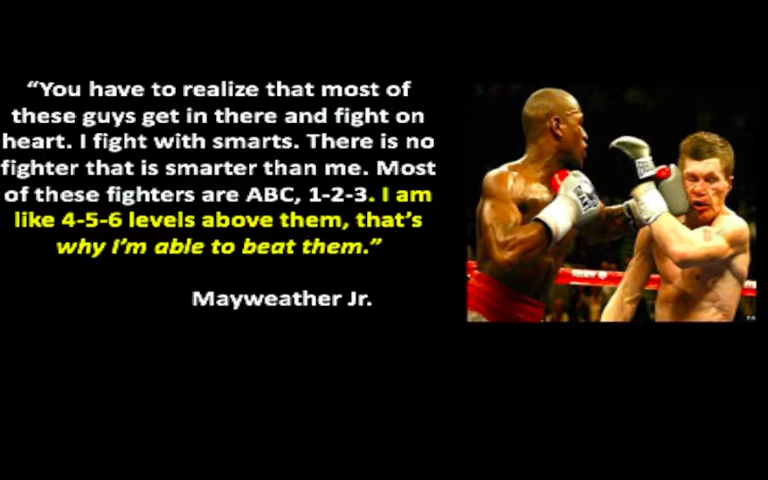 “You have to realize that most of
these guys get in there and fight on
heart. I fight with smarts. There is no
fighter that is smarter than me. Most
of these fighters are ABC, 1-2-3. I am
like 4-5-6 levels above them, that’s
why I’m able to beat them.”
Mayweather Jr.